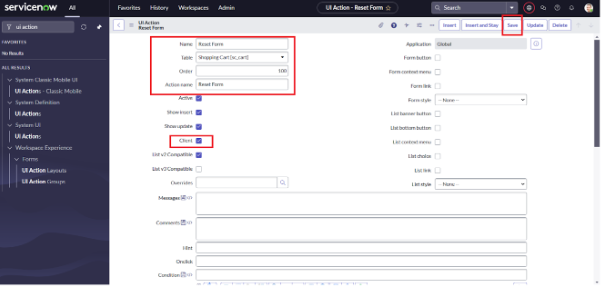 servicenow All Favorites History Workspaces Admin UI Action - Reset Form Search
ui action
UI Action
Reset Form
Insert Insert and Stay Save Update Delete
FAVORITES
No Results
ALL RESULTS
System Classic Mobile UI
UI Actions - Classic Mobile
System Definition
UI Actions
System UI
UI Actions
Workspace Experience
Forms
UI Action Layouts
UI Action Groups
Name Reset Form
Table Shopping Cart [sc_cart]
Order 100
Action name Reset Form
Active
Show insert
Show update
Client
List v2 Compatible
List v3 Compatible
Overrides
Application Global
Form button
Form context menu
Form link
Form style -- None --
List banner button
List bottom button
List context menu
List choice
List link
List style -- None --
Messages
Comments
Hint
Onclick
Condition